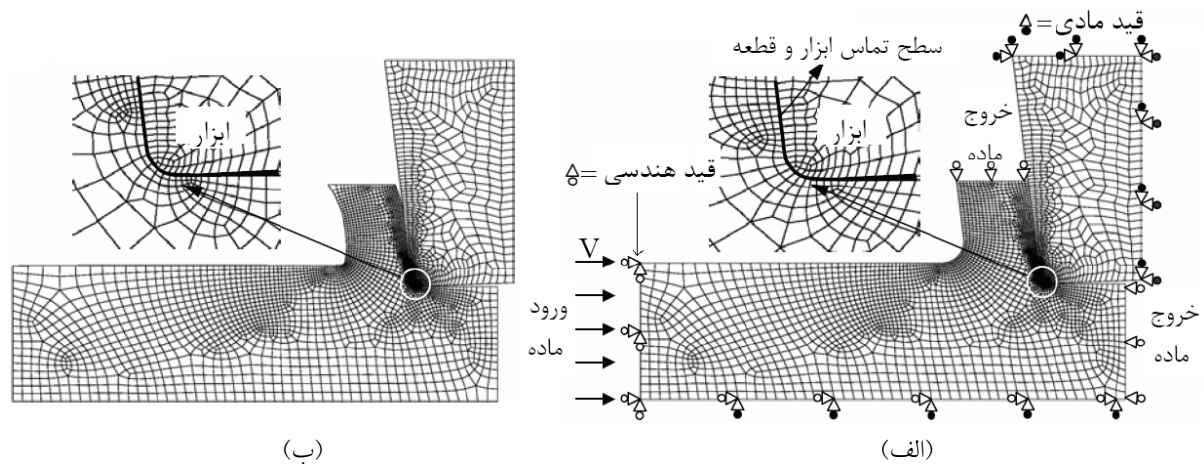 قید مادی =
سطح تماس ابزار و قطعه
ابزار
خروج
ماده
قید هندسی =
V
ورود
ماده
خروج
ماده
(الف)
ابزار
(ب)